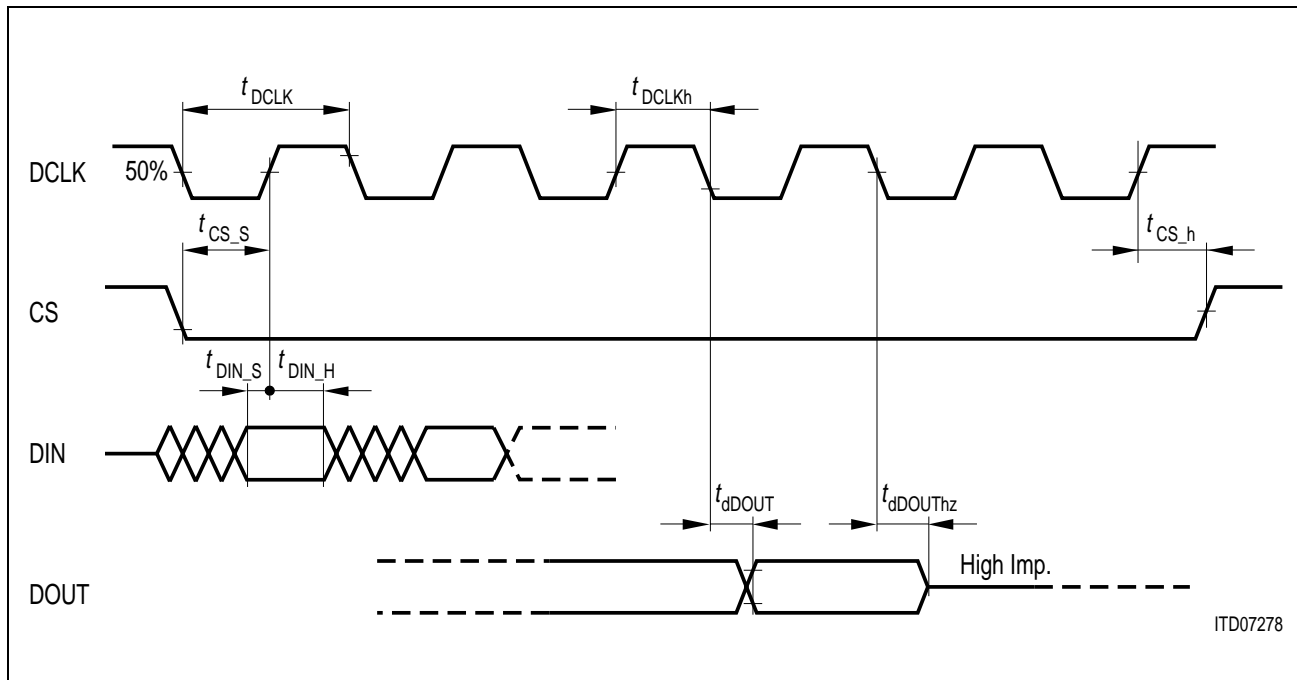 t DCLK
t DCLKh
DCLK
50%
t CS_S
t CS_h
CS
t DIN_S
t DIN_H
DIN
t dDOUT
t dDOUThz
High Imp.
DOUT
ITD07278